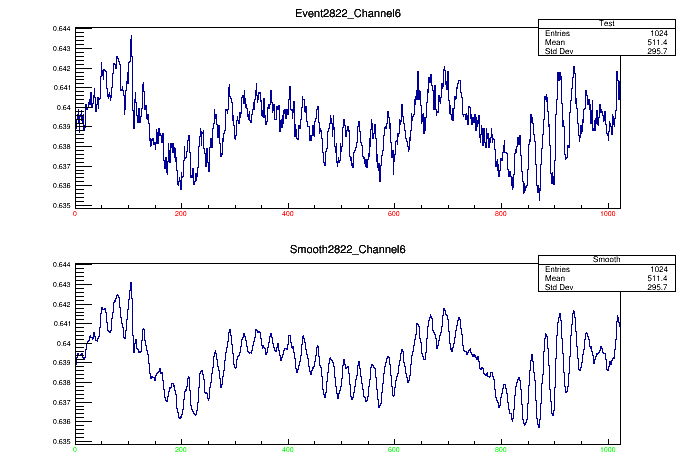 Event2822_Channel6
Test
Entries 1024
Mean 511.4
Std Dev 295.7
0.644
0.643
0.642
0.641
0.64
0.639
0.638
0.637
0.636
0.635
0 200 400 600 800 1000
Smooth2822_Channel6
Smooth
Entries 1024
Mean 511.4
Std Dev 295.7
0.644
0.643
0.642
0.641
0.64
0.639
0.638
0.637
0.636
0.635
0 200 400 600 800 1000